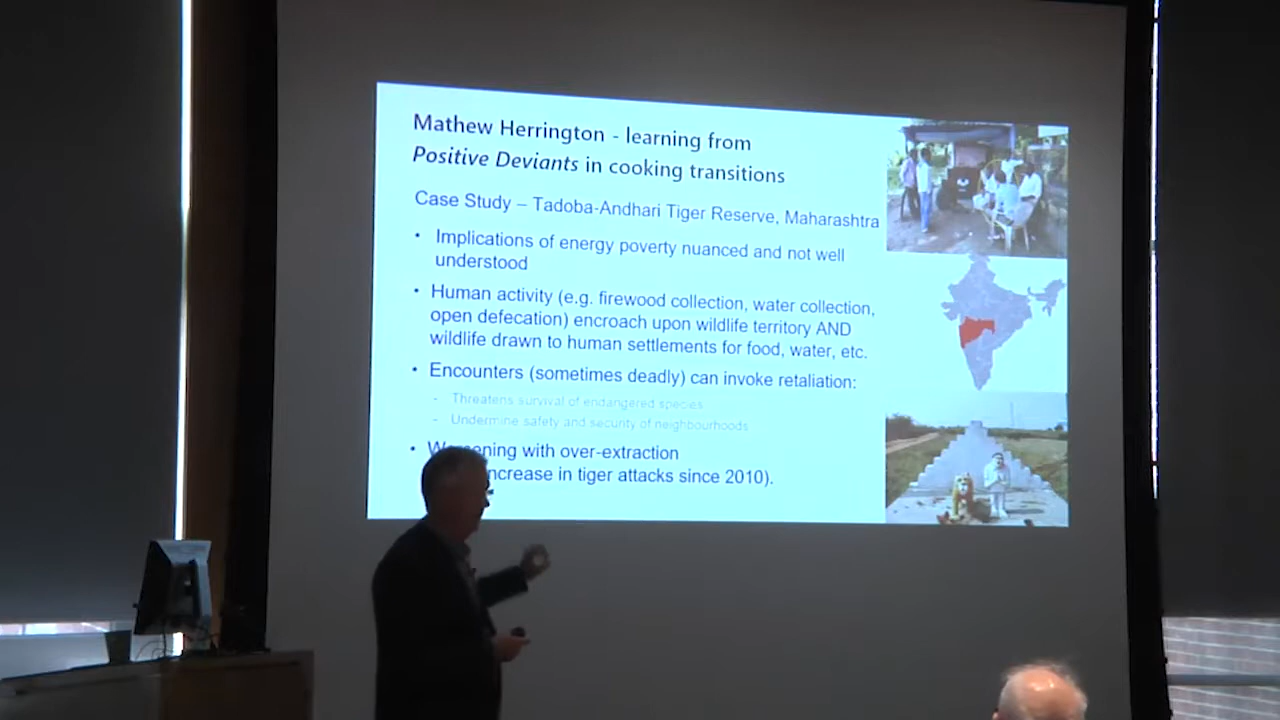 Mathew Herrington - learning from
Positive Deviants in cooking transitions
Case Study – Tadoba-Andhari Tiger Reserve, Maharashtra
• Implications of energy poverty nuanced and not well
understood
• Human activity (e.g. firewood collection, water collection,
open defecation) encroach upon wildlife territory AND
wildlife drawn to human settlements for food, water, etc.
• Encounters (sometimes deadly) can invoke retaliation:
- Threatens survival of endangered species
- Undermine safety and security of neighbourhoods
• with over-extraction
increase in tiger attacks since 2010).